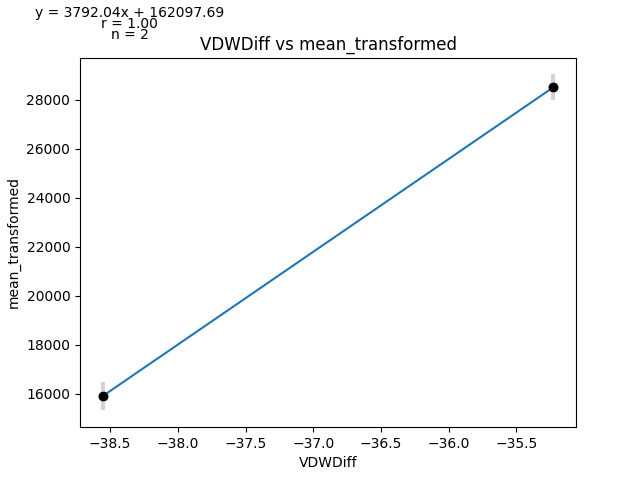 y = 3792.04x + 162097.69
r = 1.00
n = 2
VDWDiff vs mean_transformed
mean_transformed
28000
26000
24000
22000
20000
18000
16000
−38.5 −38.0 −37.5 −37.0 −36.5 −36.0 −35.5
VDWDiff